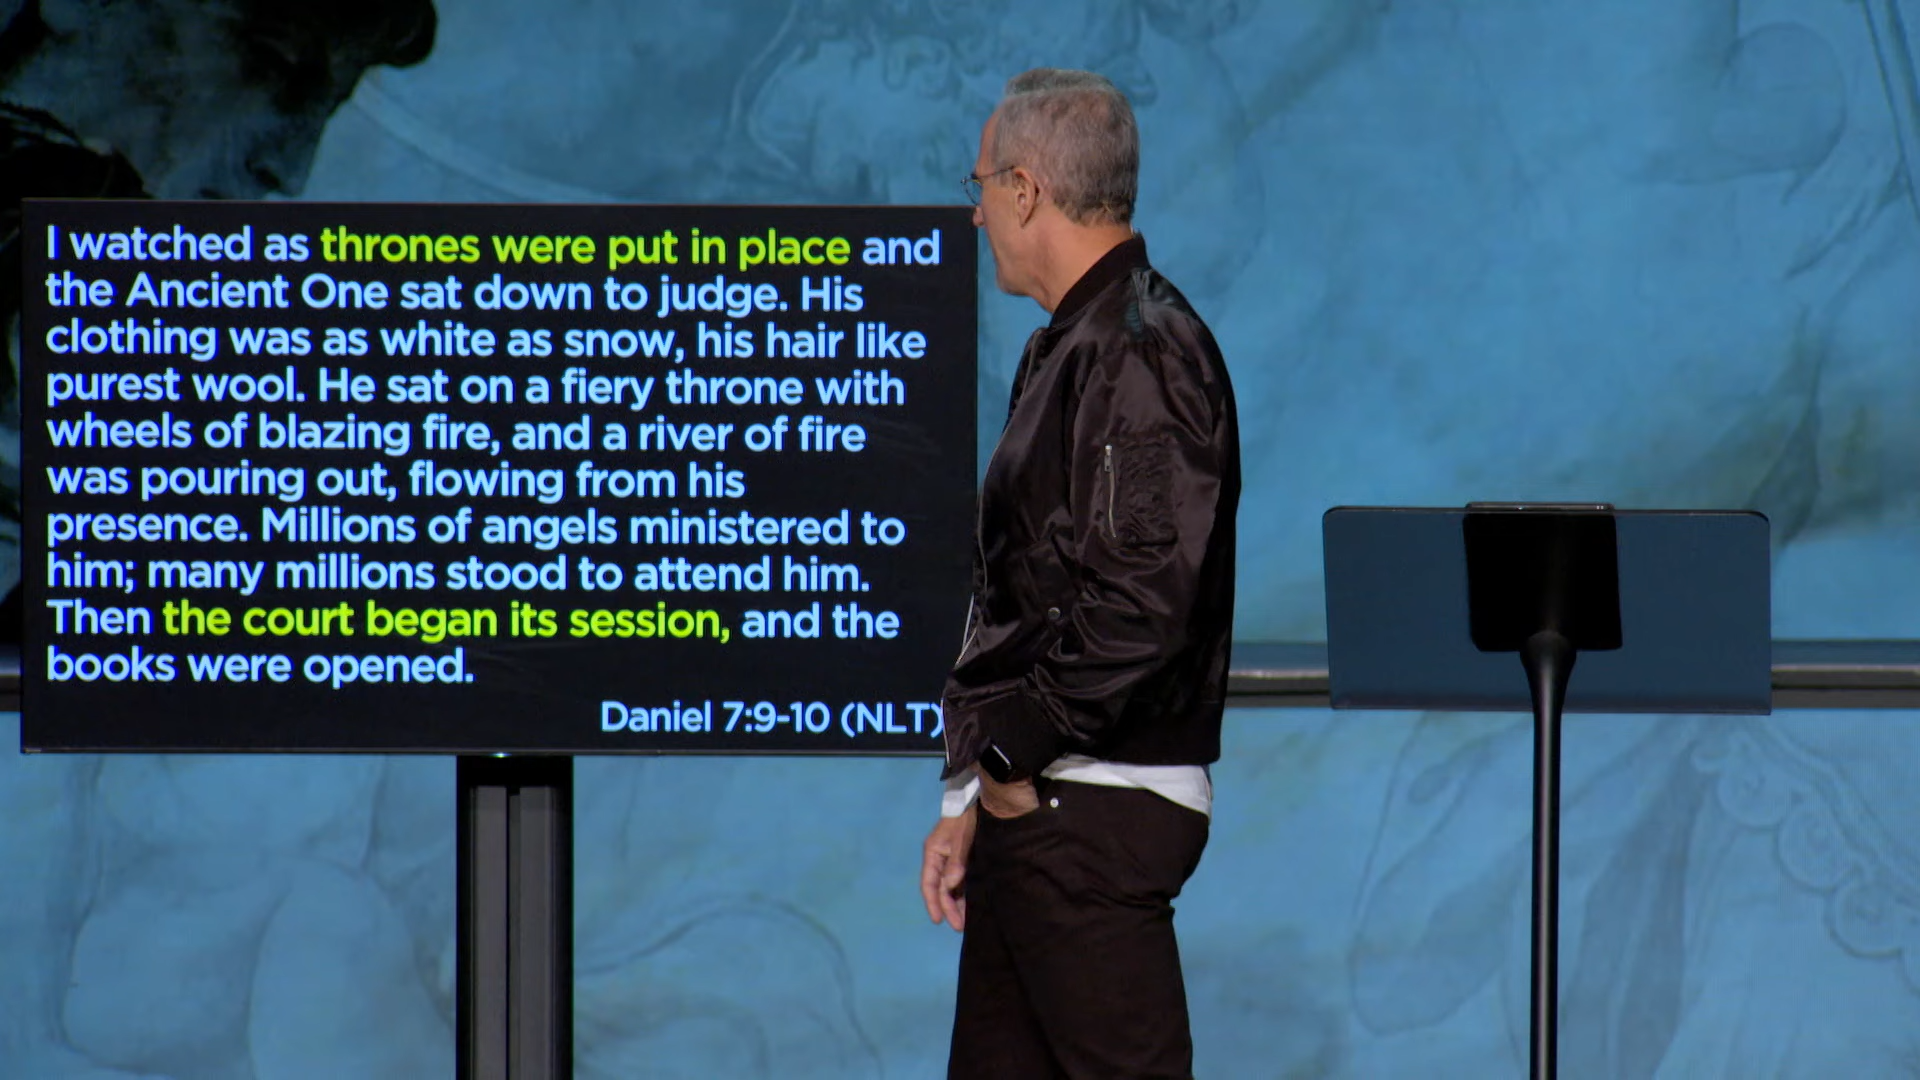 I watched as thrones were put in place and
the Ancient One sat down to judge. His
clothing was as white as snow, his hair like
purest wool. He sat on a fiery throne with
wheels of blazing fire, and a river of fire
was pouring out, flowing from his
presence. Millions of angels ministered to
him; many millions stood to attend him.
Then the court began its session, and the
books were opened.
Daniel 7:9-10 (NLT)